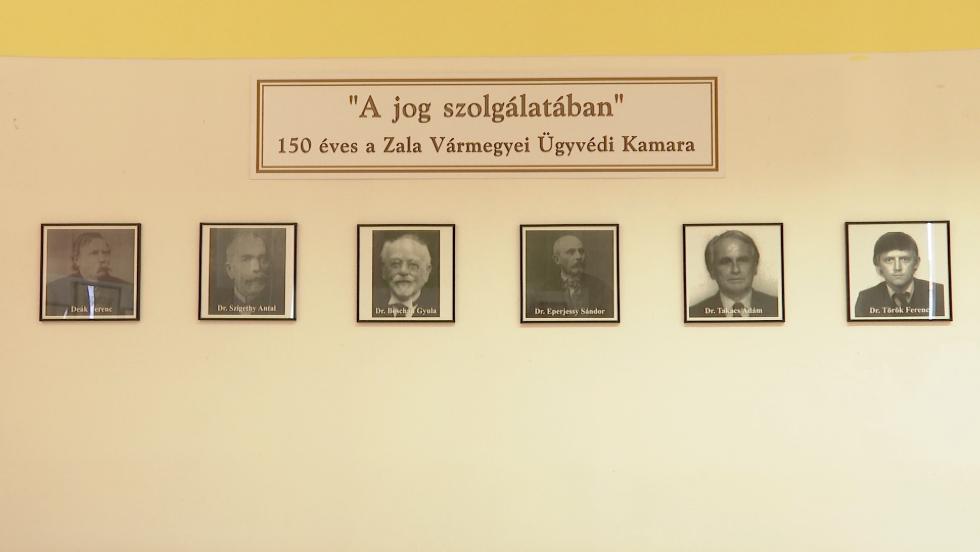 "A jog szolgálatában"
150 éves a Zala Vármegyei Ügyvédi Kamara
Deák Ferenc
Dr. Szigethy Antal
Dr. Gyula
Dr. Eperjessy Sándor
Dr. Takács Ádám
Dr. Török Ferenc